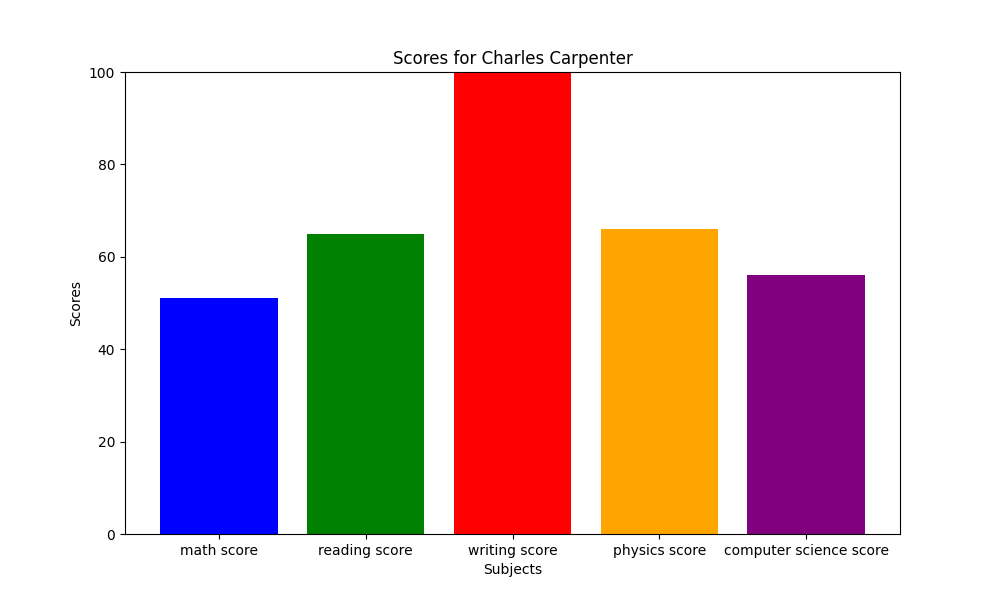 Scores for Charles Carpenter
Scores
100
80
60
40
20
0
math score
reading score
writing score
physics score
computer science score
Subjects